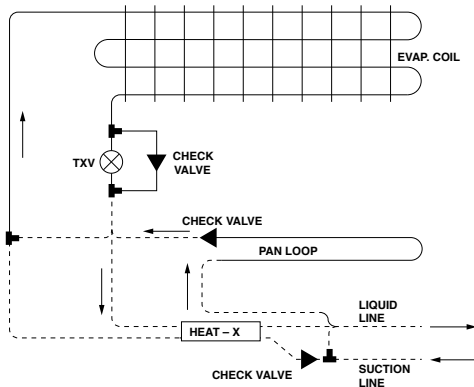 EVAP. COIL
TXV
CHECK
VALVE
CHECK VALVE
PAN LOOP
LIQUID
LINE
HEAT – X
CHECK VALVE
SUCTION
LINE